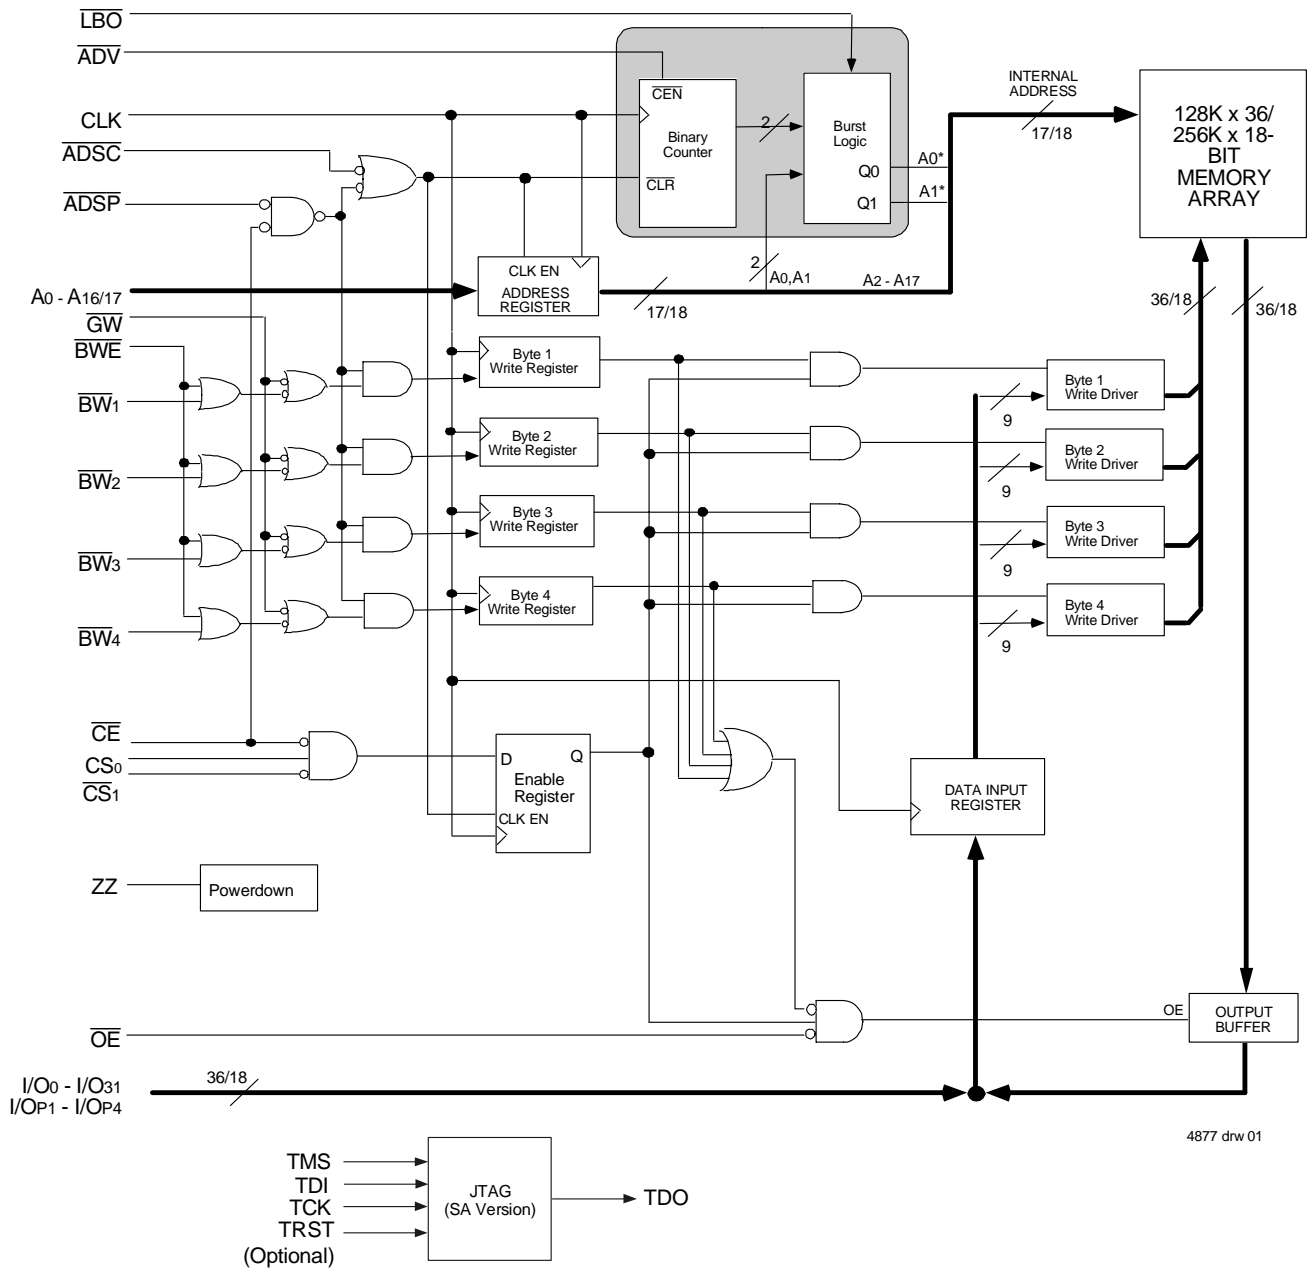 LBO
ADV
CLK
ADSC
ADSP
CEN
Binary
Counter
CLR
2
Burst
Logic
Q0
Q1
A0*
A1*
INTERNAL
ADDRESS
17/18
128K x 36/
256K x 18-
BIT
MEMORY
ARRAY
CLK EN
ADDRESS
REGISTER
2
A0,A1
A2 - A17
17/18
36/18
36/18
A0 - A16/17
GW
BWE
BW1
BW2
BW3
BW4
Byte 1
Write Register
Byte 2
Write Register
Byte 3
Write Register
Byte 4
Write Register
9
Byte 1
Write Driver
9
Byte 2
Write Driver
9
Byte 3
Write Driver
9
Byte 4
Write Driver
CE
CS0
CS1
D
Q
Enable
Register
CLK EN
DATA INPUT
REGISTER
ZZ
Powerdown
OE
OE
OUTPUT
BUFFER
I/O0 - I/O31
I/OP1 - I/OP4
36/18
4877 drw 01
TMS
TDI
TCK
TRST
(Optional)
JTAG
(SA Version)
TDO